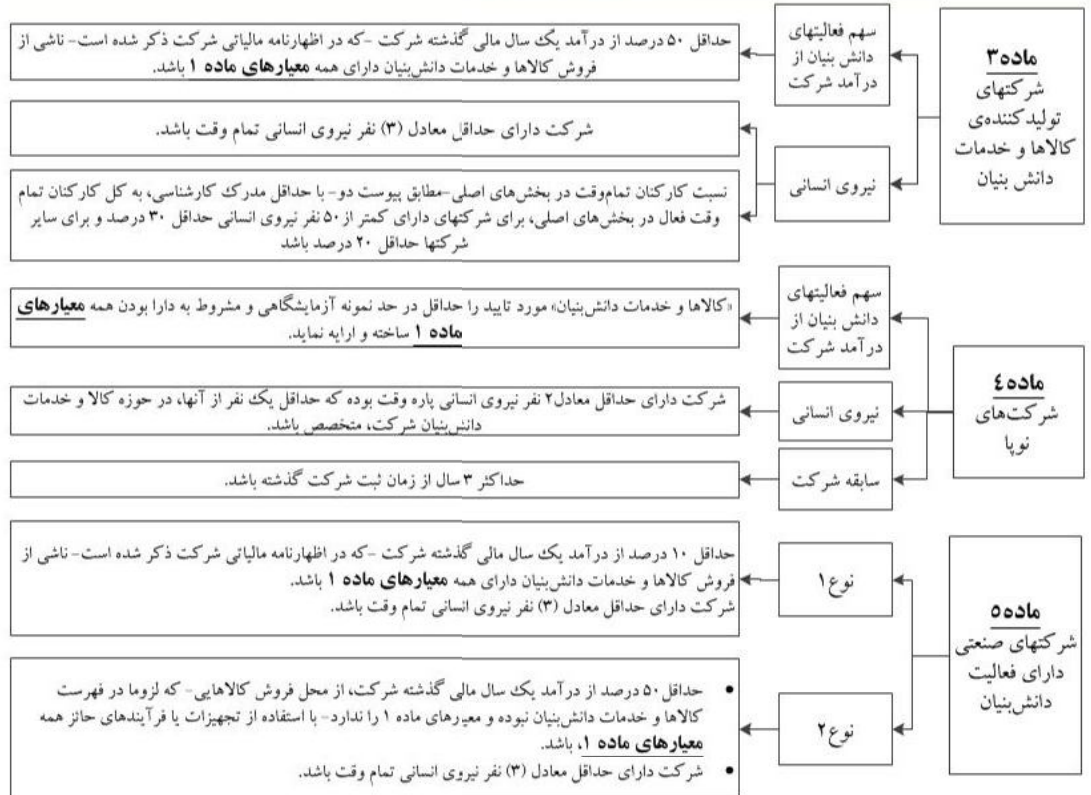 ماده۳
شرکتهای
تولیدکننده‌ی
کالاها و خدمات
دانش بنیان
سهم فعالیتهای
دانش بنیان از
درآمد شرکت
حداقل ۵۰ درصد از درآمد یک سال مالی گذشته شرکت -که در اظهارنامه مالیاتی شرکت ذکر شده است- ناشی از
فروش کالاها و خدمات دانش‌بنیان دارای همه معیارهای ماده ۱ باشد.
نیروی انسانی
شرکت دارای حداقل معادل (۳) نفر نیروی انسانی تمام وقت باشد.
نسبت کارکنان تمام‌وقت در بخش‌های اصلی-مطابق پیوست دو- با حداقل مدرک کارشناسی، به کل کارکنان تمام
وقت فعال در بخش‌های اصلی، برای شرکتهای دارای کمتر از ۵۰ نفر نیروی انسانی حداقل ۳۰ درصد و برای سایر
شرکتها حداقل ۲۰ درصد باشد
ماده٤
شرکت‌های
نوپا
سهم فعالیتهای
دانش بنیان از
درآمد شرکت
«کالاها و خدمات دانش‌بنیان» مورد تایید را حداقل در حد نمونه آزمایشگاهی و مشروط به دارا بودن همه معیارهای
ماده ۱ ساخته و ارایه نماید.
نیروی انسانی
شرکت دارای حداقل معادل۲ نفر نیروی انسانی پاره وقت بوده که حداقل یک نفر از آنها، در حوزه کالا و خدمات
دانش‌بنیان شرکت، متخصص باشد.
سابقه شرکت
حداکثر ۳ سال از زمان ثبت شرکت گذشته باشد.
ماده۵
شرکتهای صنعتی
دارای فعالیت
دانش‌بنیان
نوع۱
حداقل ۱۰ درصد از درآمد یک سال مالی گذشته شرکت -که در اظهارنامه مالیاتی شرکت ذکر شده است- ناشی از
فروش کالاها و خدمات دانش‌بنیان دارای همه معیارهای ماده ۱ باشد.
شرکت دارای حداقل معادل (۳) نفر نیروی انسانی تمام وقت باشد.
نوع۲
• حداقل۵۰ درصد از درآمد یک سال مالی گذشته شرکت، از محل فروش کالاهایی- که لزوما در فهرست
کالاها و خدمات دانش‌بنیان نبوده و معیارهای ماده ۱ را ندارد- با استفاده از تجهیزات یا فرآیندهای حائز همه
معیارهای ماده ۱، باشد.
• شرکت دارای حداقل معادل (۳) نفر نیروی انسانی تمام وقت باشد.